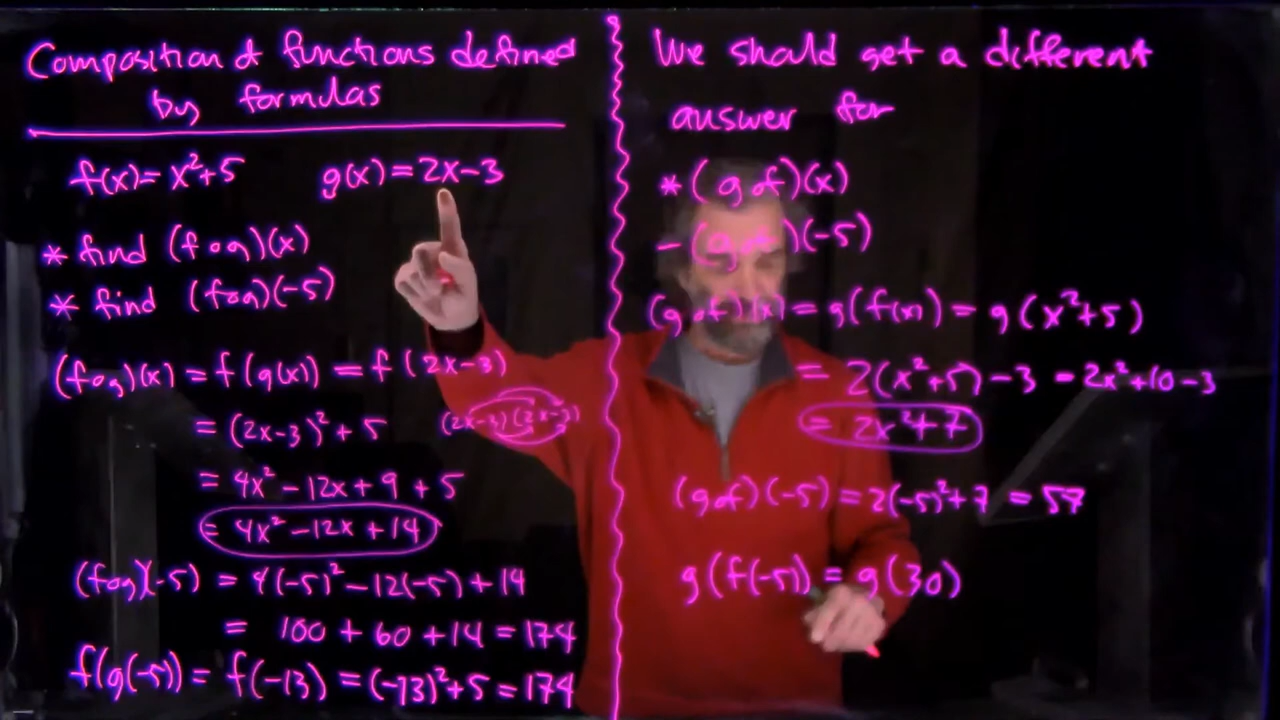 Composition of functions defined
by formulas
f(x)=x²+5 g(x)=2x-3
* find (f∘g)(x)
* find (f∘g)(-5)
(f∘g)(x) = f(g(x)) = f(2x-3)
= (2x-3)²+5 (2x-3)(2x-3)
= 4x²-12x+9+5
= 4x²-12x+14
(f∘g)(-5) = 4(-5)²-12(-5)+14
= 100+60+14=174
f(g(-5)) = f(-13) = (-13)²+5=174
We should get a different
answer for
* (g∘f)(x)
- (g∘f)(-5)
(g∘f)(x) = g(f(x)) = g(x²+5)
= 2(x²+5)-3 = 2x²+10-3
= 2x²+7
(g∘f)(-5) = 2(-5)²+7 = 57
g(f(-5)) = g(30)